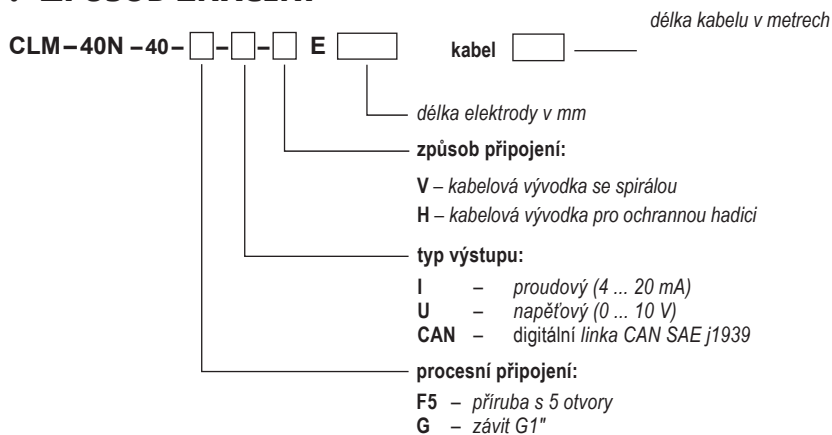 délka kabelu v metrech
CLM–40N –40– – – E kabel
délka elektrody v mm
způsob připojení:
V – kabelová vývodka se spirálou
H – kabelová vývodka pro ochrannou hadici
typ výstupu:
I – proudový (4 ... 20 mA)
U – napěťový (0 ... 10 V)
CAN – digitální linka CAN SAE j1939
procesní připojení:
F5 – příruba s 5 otvory
G – závit G1"